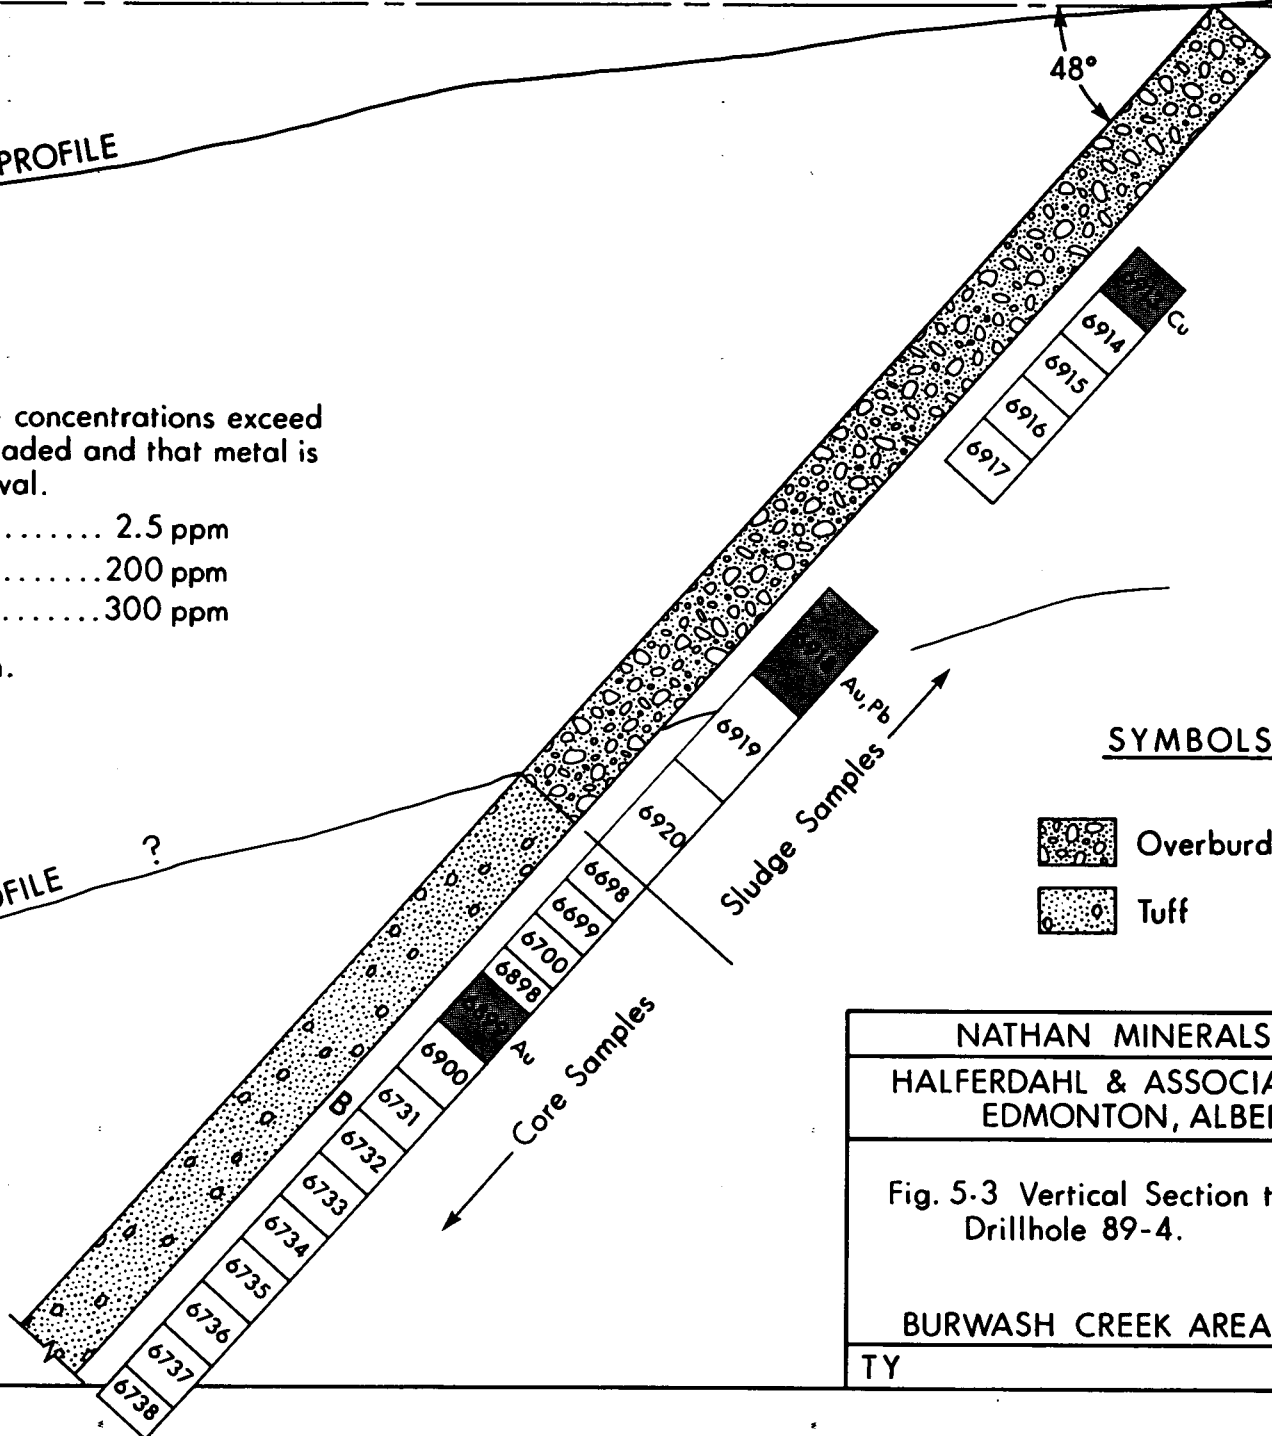 48°
PROFILE
Cu
6914
6915
6916
6917
concentrations exceed
aded and that metal is
val.
....... 2.5 ppm
.......200 ppm
.......300 ppm
.
Au, Pb
6919
6920
Sludge Samples
SYMBOLS
Overburd
Tuff
?
OFILE
6698
6699
6700
6898
Au
6900
6731
B
6732
6733
6734
6735
6736
6737
6738
Core Samples
NATHAN MINERALS
HALFERDAHL & ASSOCIA
EDMONTON, ALBE
Fig. 5·3 Vertical Section t
Drillhole 89-4.
BURWASH CREEK AREA
TY